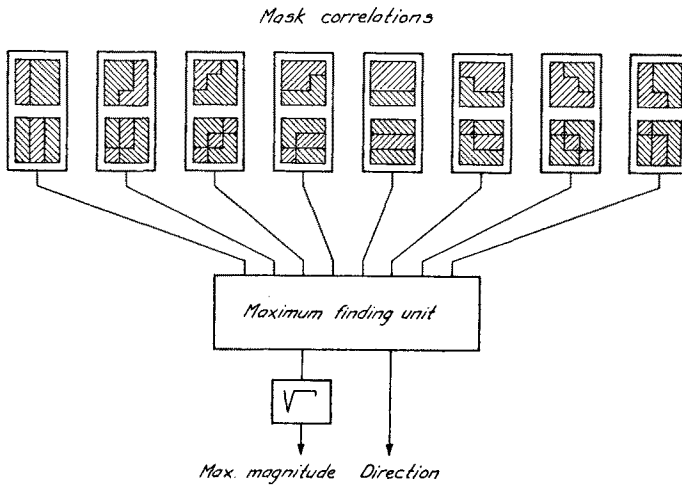 Mask correlations
Maximum finding unit
√
Max. magnitude Direction